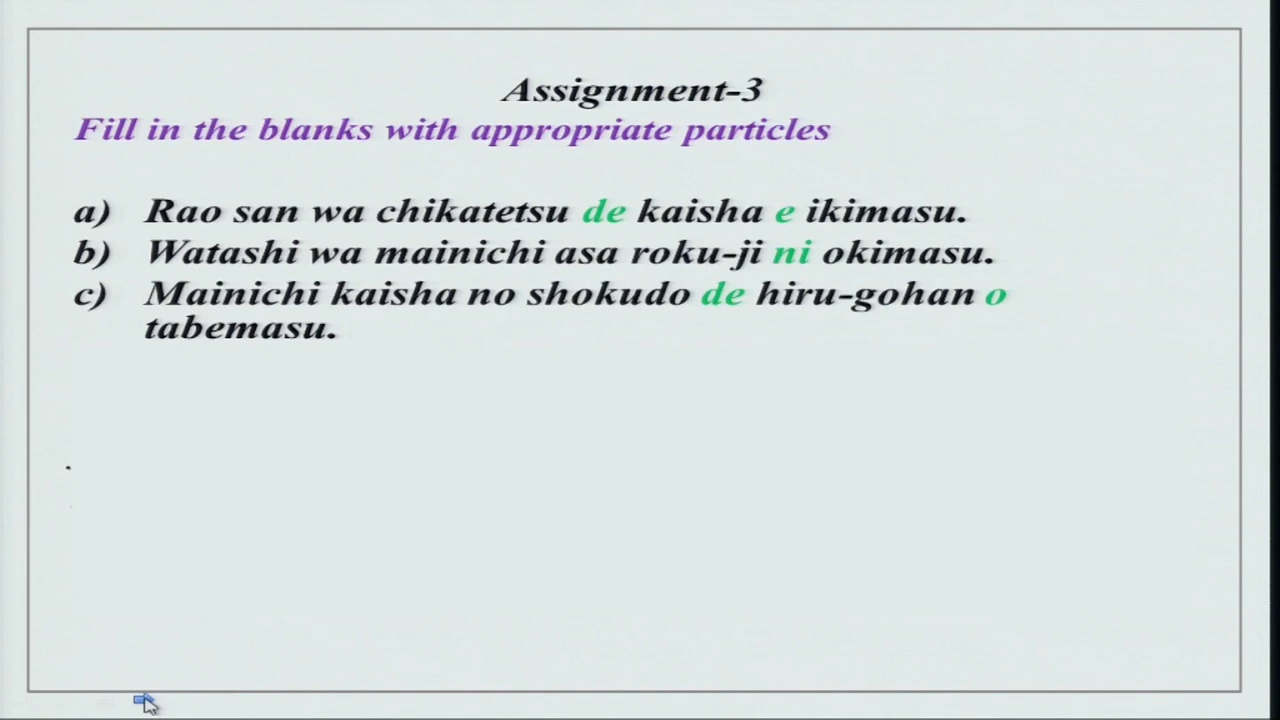 Assignment-3
Fill in the blanks with appropriate particles
a) Rao san wa chikatetsu de kaisha e ikimasu.
b) Watashi wa mainichi asa roku-ji ni okimasu.
c) Mainichi kaisha no shokudo de hiru-gohan o
tabemasu.